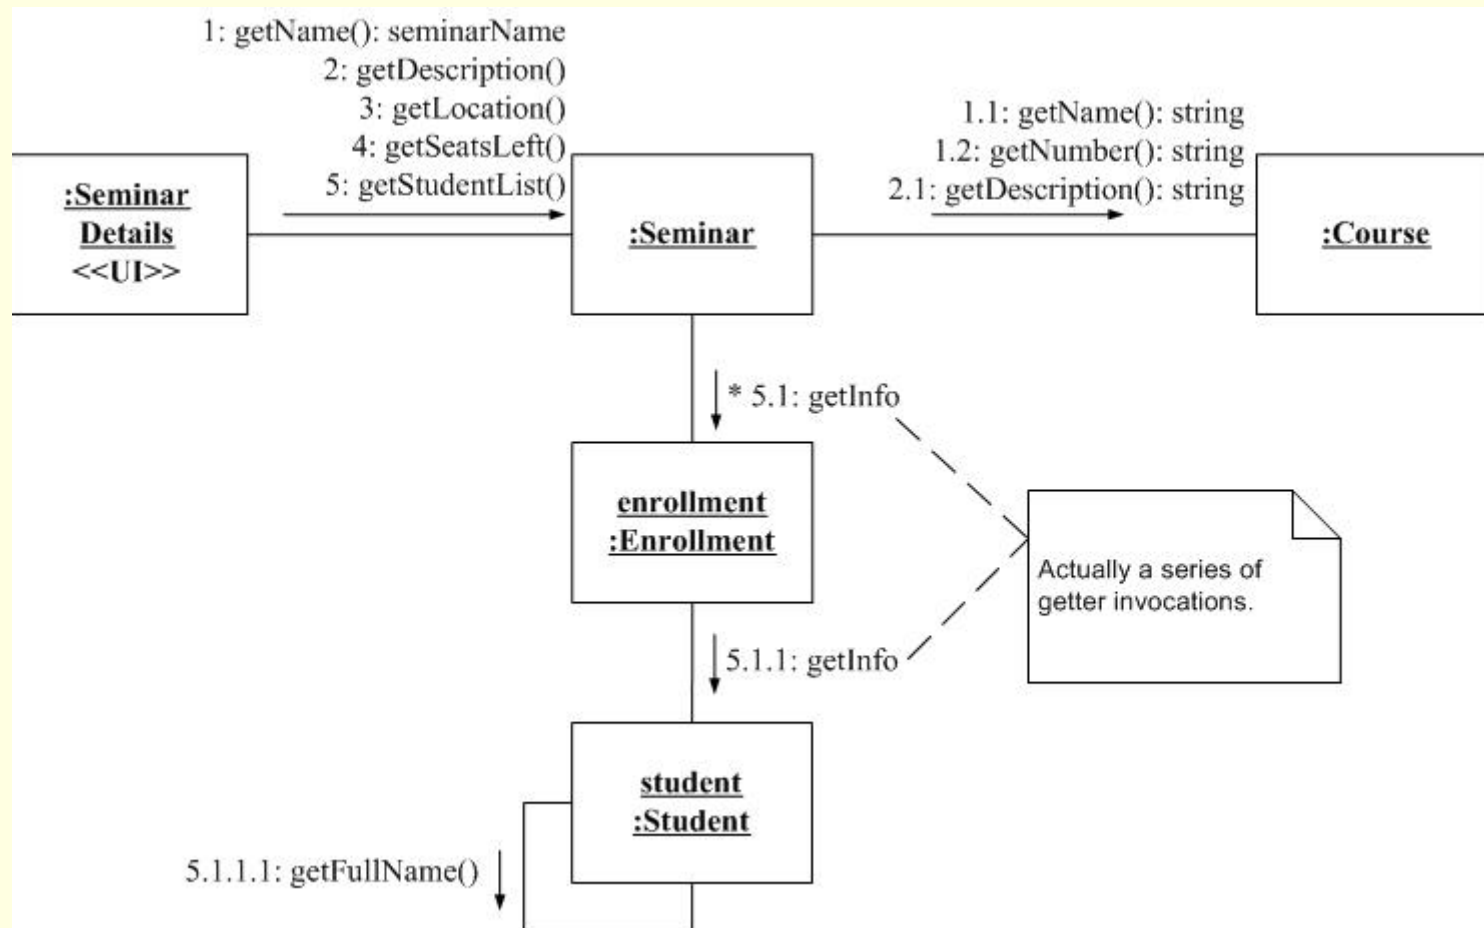 1: getName(): seminarName
2: getDescription()
3: getLocation()
4: getSeatsLeft()
5: getStudentList()
1.1: getName(): string
1.2: getNumber(): string
2.1: getDescription(): string
:Seminar
Details
<<UI>>
:Seminar
:Course
* 5.1: getInfo
enrollment
:Enrollment
Actually a series of
getter invocations.
5.1.1: getInfo
student
:Student
5.1.1.1: getFullName()